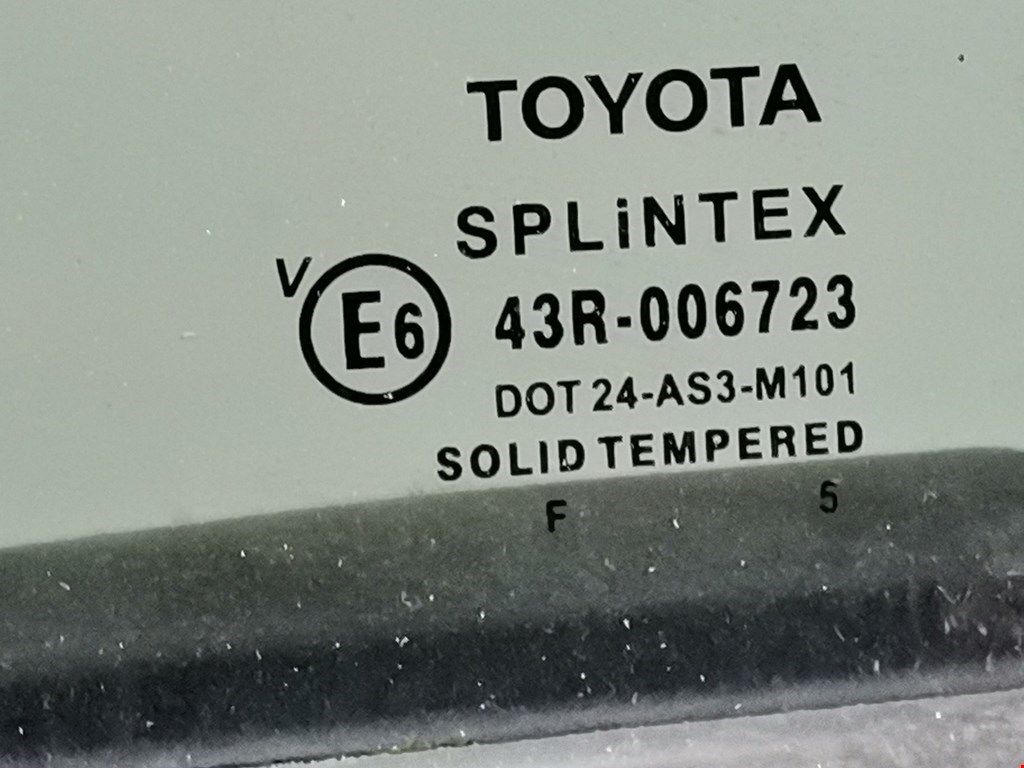 TOYOTA
SPLiNTEX
V E6 43R-006723
DOT 24-AS3-M101
SOLID TEMPERED
F 5